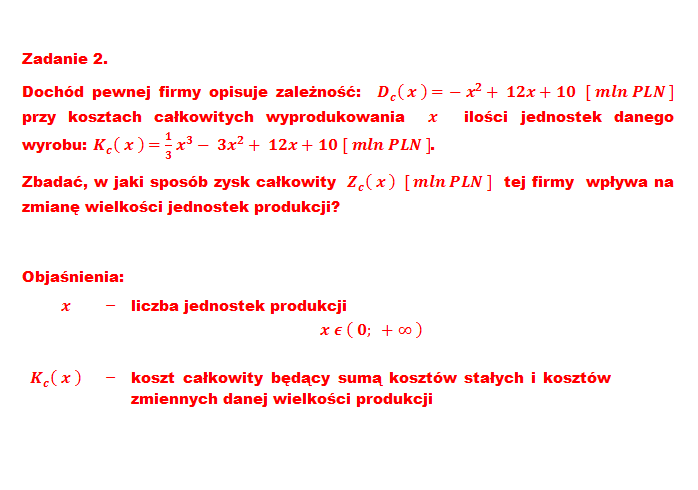 Zadanie 2.
Dochód pewnej firmy opisuje zależność: D_c( x ) = − x² + 12x + 10 [ mln PLN ]
przy kosztach całkowitych wyprodukowania x ilości jednostek danego
wyrobu: K_c( x ) = 1/3 x³ − 3x² + 12x + 10 [ mln PLN ].
Zbadać, w jaki sposób zysk całkowity Z_c( x ) [ mln PLN ] tej firmy wpływa na
zmianę wielkości jednostek produkcji?
Objaśnienia:
x − liczba jednostek produkcji
x ϵ ( 0; + ∞ )
K_c( x ) − koszt całkowity będący sumą kosztów stałych i kosztów
zmiennych danej wielkości produkcji